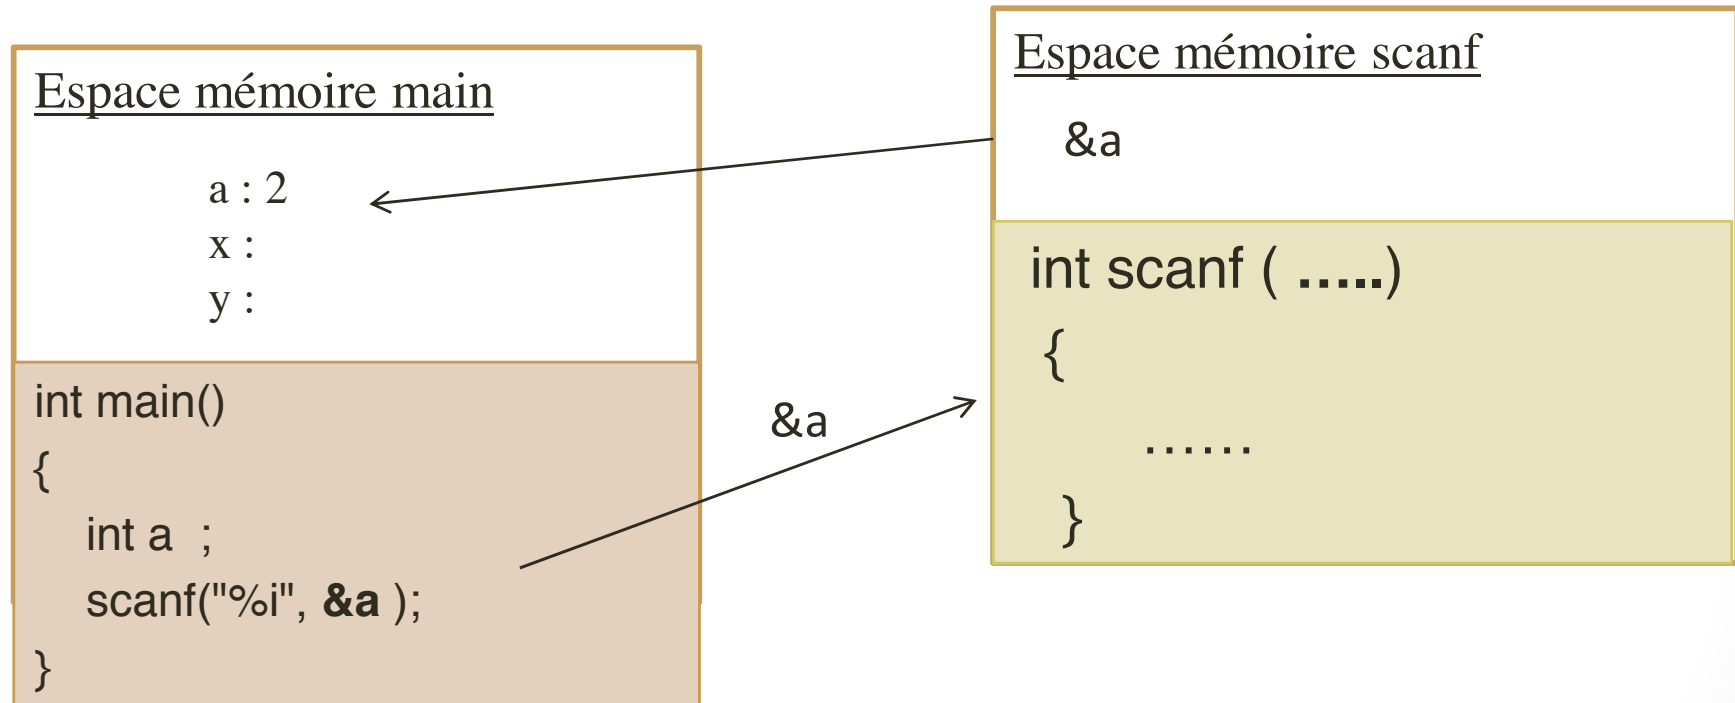 Espace mémoire main
a : 2
x :
y :
int main()
{
int a  ;
scanf("%i", &a );
}
&a
Espace mémoire scanf
&a
int scanf ( .....)
{
......
}